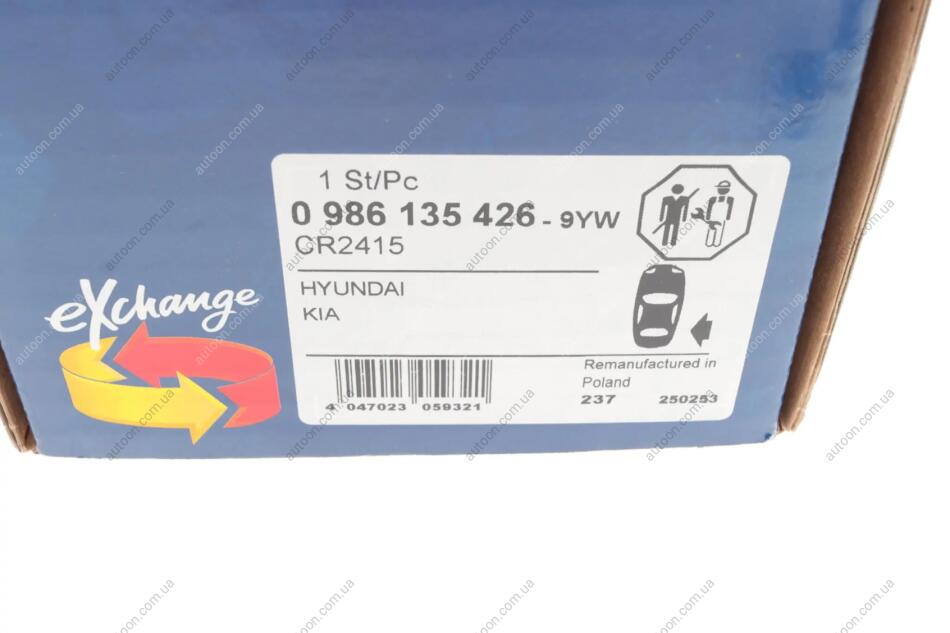 1 St/Pc
0 986 135 426 - 9YW
CR2415
HYUNDAI
KIA
eXchange
Remanufactured in
Poland
237 250253
4 047023 059321
autoon.com.ua